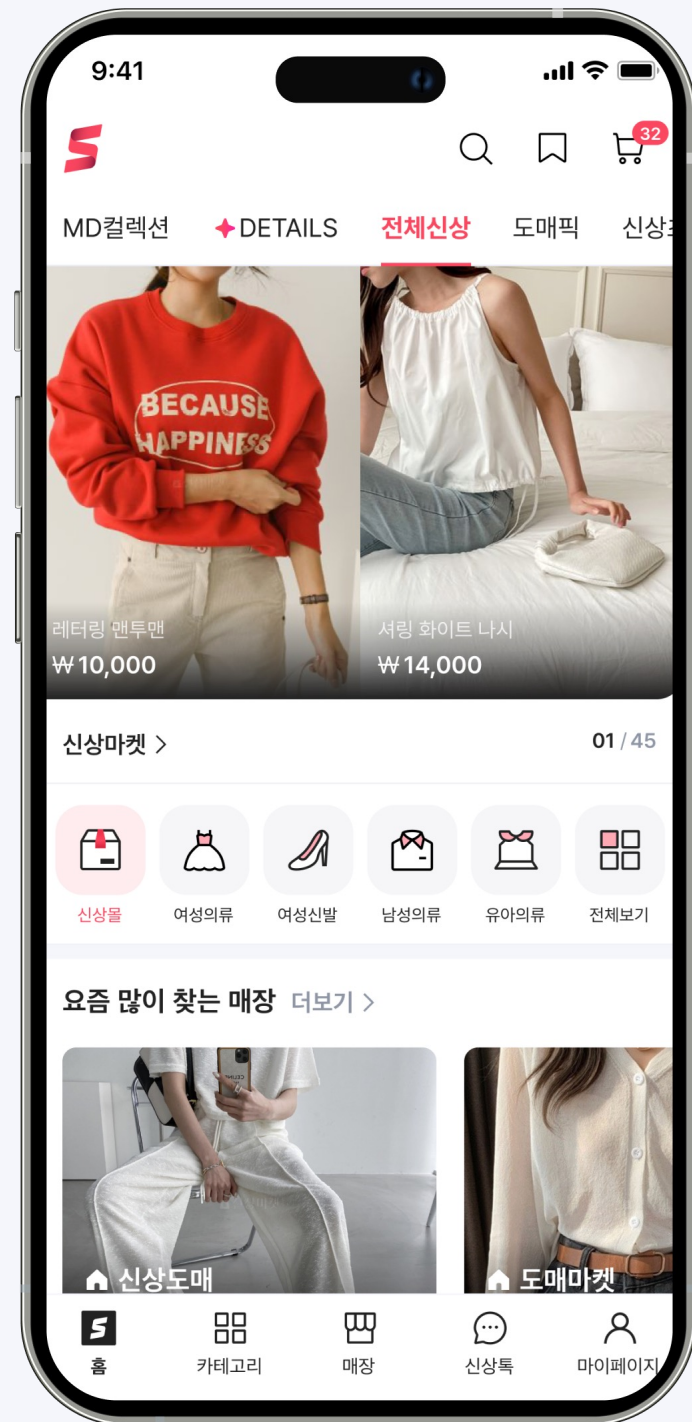 9:41
32
MD컬렉션 DETAILS 전체신상 도매픽 신상
BECAUSE
HAPPINESS
레터링 맨투맨 셔링 화이트 나시
₩10,000 ₩14,000
신상마켓 > 01 / 45
신상몰 여성의류 여성신발 남성의류 유아의류 전체보기
요즘 많이 찾는 매장 더보기 >
신상도매 도매마켓
홈 카테고리 매장 신상톡 마이페이지